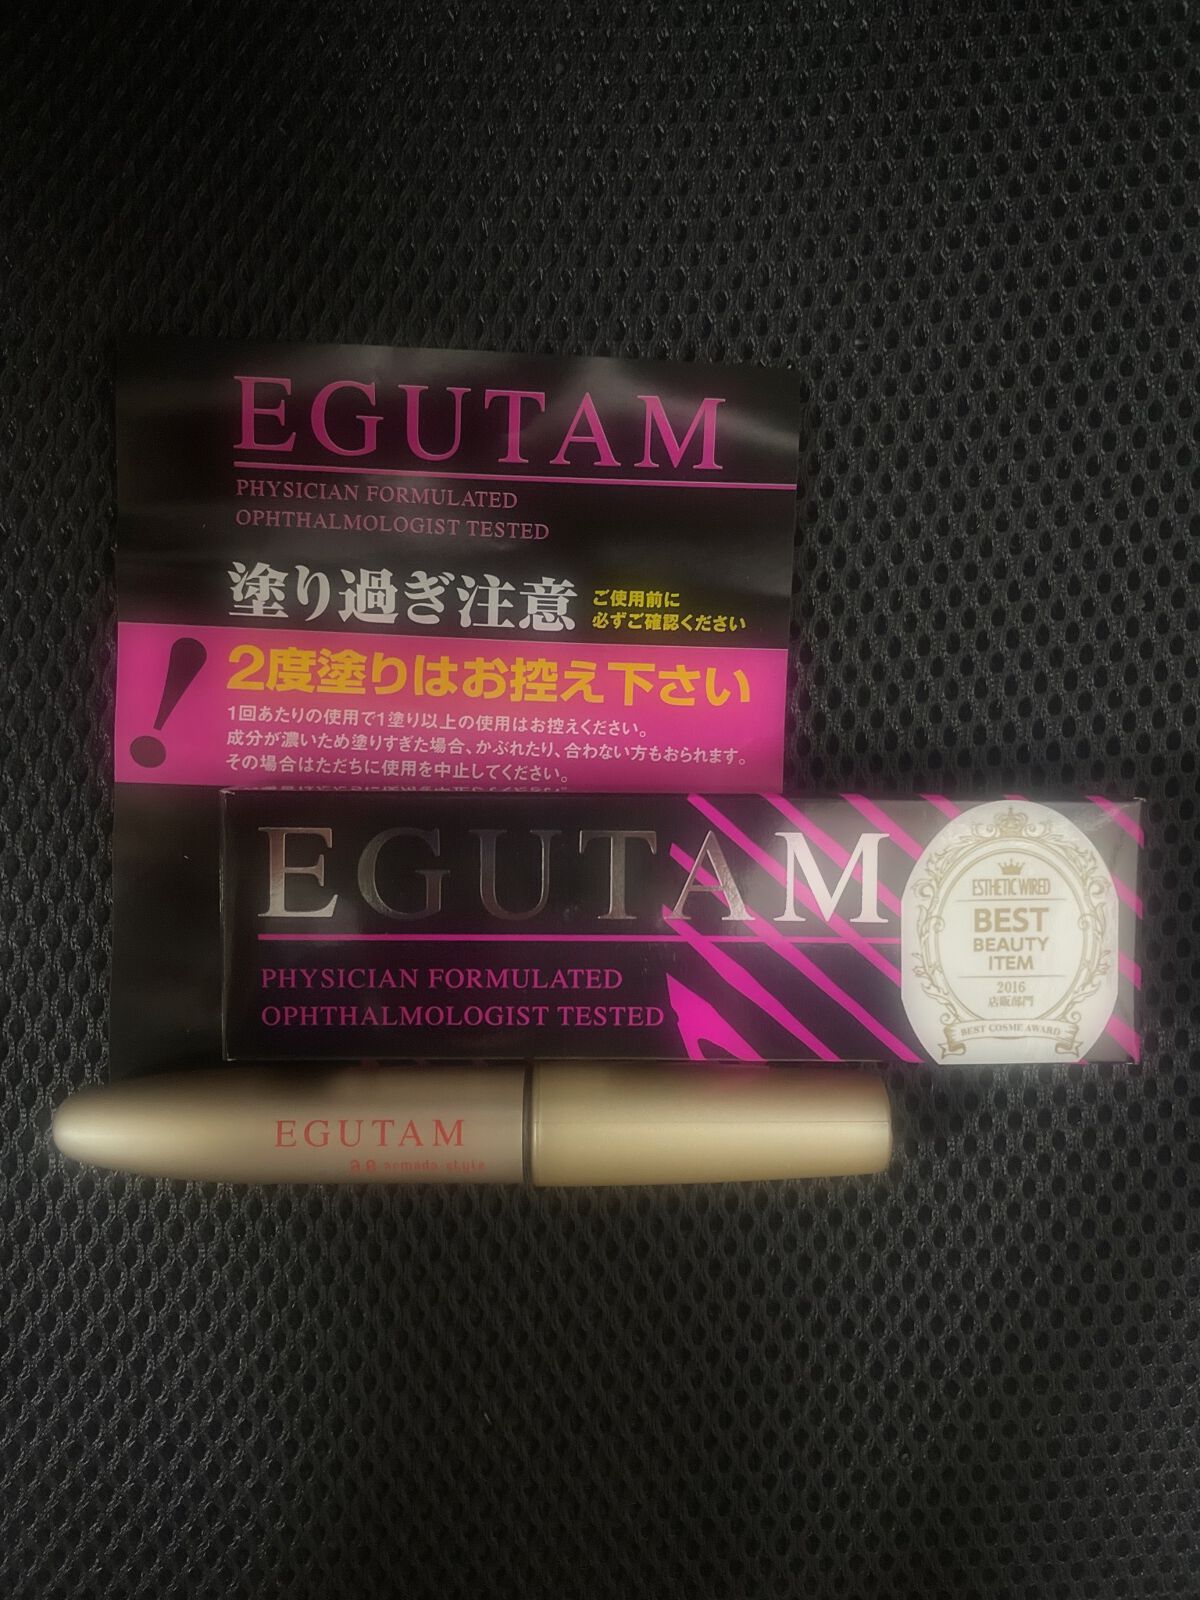 EGUTAM
PHYSICIAN FORMULATED
OPHTHALMOLOGIST TESTED
塗り過ぎ注意
ご使用前に
必ずご確認ください
!
2度塗りはお控え下さい
1回あたりの使用で1塗り以上の使用はお控えください。
成分が濃いため塗りすぎた場合、かぶれたり、合わない方もおられます。
その場合はただちに使用を中止してください。
EGUTAM
PHYSICIAN FORMULATED
OPHTHALMOLOGIST TESTED
ESTHETIC WIRED
BEST
BEAUTY
ITEM
2016
店販部門
BEST COSME AWARD
EGUTAM
ae armada style